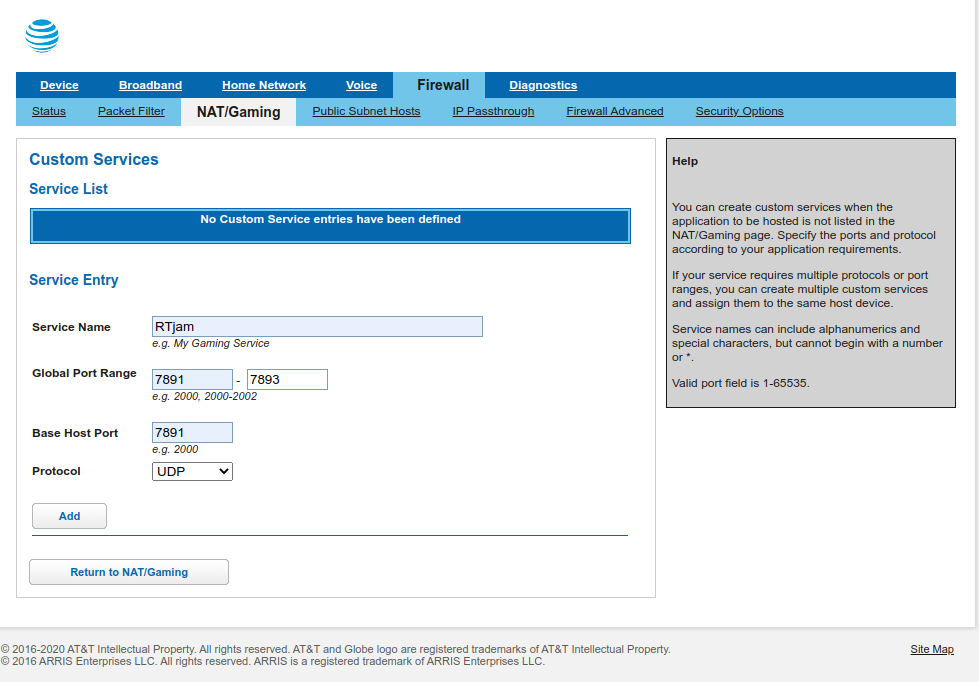 Device Broadband Home Network Voice Firewall Diagnostics
Status Packet Filter NAT/Gaming Public Subnet Hosts IP Passthrough Firewall Advanced Security Options
Custom Services
Service List
No Custom Service entries have been defined
Service Entry
Service Name RTjam
e.g. My Gaming Service
Global Port Range 7891 - 7893
e.g. 2000, 2000-2002
Base Host Port 7891
e.g. 2000
Protocol UDP
Add
Return to NAT/Gaming
Help
You can create custom services when the
application to be hosted is not listed in the
NAT/Gaming page. Specify the ports and protocol
according to your application requirements.
If your service requires multiple protocols or port
ranges, you can create multiple custom services
and assign them to the same host device.
Service names can include alphanumerics and
special characters, but cannot begin with a number
or *.
Valid port field is 1-65535.
© 2016-2020 AT&T Intellectual Property. All rights reserved. AT&T and Globe logo are registered trademarks of AT&T Intellectual Property.
© 2016 ARRIS Enterprises LLC. All rights reserved. ARRIS is a registered trademark of ARRIS Enterprises LLC.
Site Map